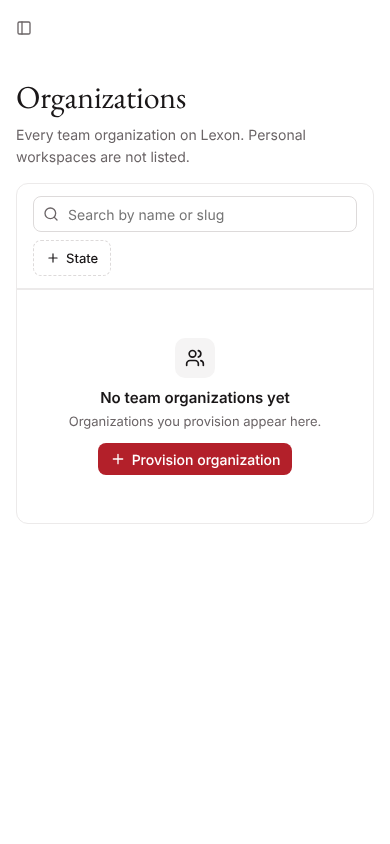 Organizations
Every team organization on Lexon. Personal
workspaces are not listed.
Search by name or slug
State
No team organizations yet
Organizations you provision appear here.
Provision organization